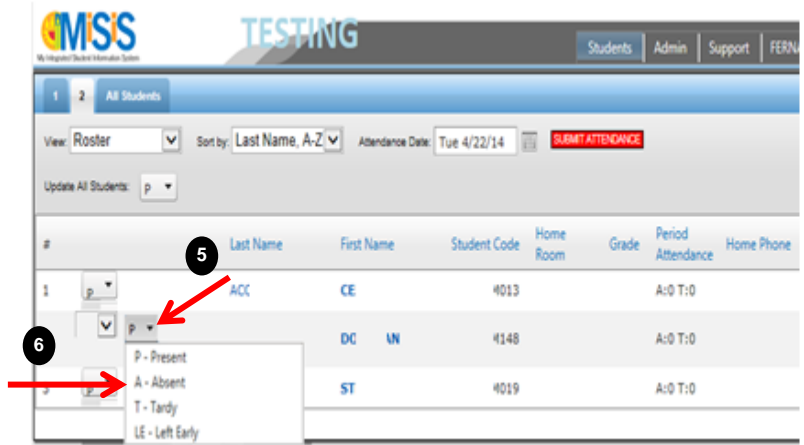 MiSiS
My Integrated Student Information System
TESTING
Students Admin Support FERNA
1 2 All Students
View: Roster Sort by: Last Name, A-Z Attendance Date: Tue 4/22/14 SUBMIT ATTENDANCE
Update All Students: P
# Last Name First Name Student Code Home Room Grade Period Attendance Home Phone
5
1 P ACC CE 4013 A:0 T:0
P DO AN 4148 A:0 T:0
6
P - Present
A - Absent
3 P ST 4019 A:0 T:0
T - Tardy
LE - Left Early